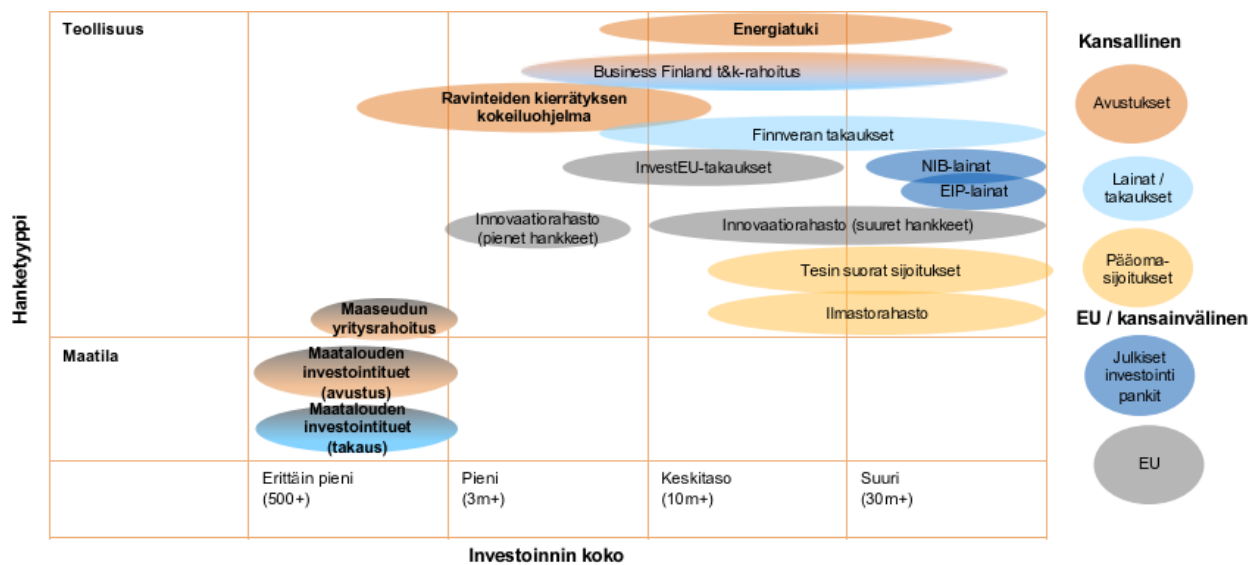 Teollisuus
Energiatuki
Business Finland t&k-rahoitus
Ravinteiden kierrätyksen
kokeiluohjelma
Finnveran takaukset
InvestEU-takaukset
NIB-lainat
EIP-lainat
Innovaatiorahasto
(pienet hankkeet)
Innovaatiorahasto (suuret hankkeet)
Tesin suorat sijoitukset
Ilmastorahasto
Maaseudun
yritysrahoitus
Maatila
Maatalouden
investointituet
(avustus)
Maatalouden
investointituet
(takaus)
Erittäin pieni
(500+)
Pieni
(3m+)
Keskitaso
(10m+)
Suuri
(30m+)
Hanketyyppi
Investoinnin koko
Kansallinen
Avustukset
Lainat /
takaukset
Pääoma-
sijoitukset
EU / kansainvälinen
Julkiset
investointi
pankit
EU